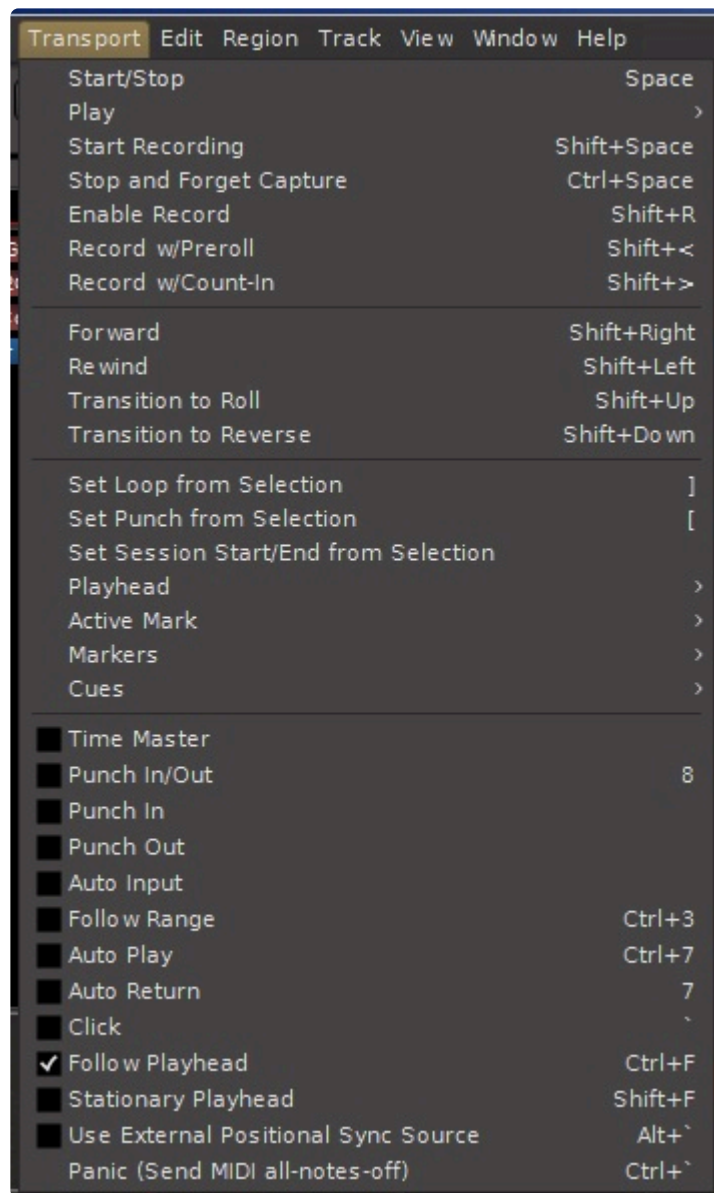 Transport Edit Region Track View Window Help
Start/Stop Space
Play >
Start Recording Shift+Space
Stop and Forget Capture Ctrl+Space
Enable Record Shift+R
Record w/Preroll Shift+<
Record w/Count-In Shift+>
Forward Shift+Right
Rewind Shift+Left
Transition to Roll Shift+Up
Transition to Reverse Shift+Down
Set Loop from Selection ]
Set Punch from Selection [
Set Session Start/End from Selection
Playhead >
Active Mark >
Markers >
Cues >
Time Master
Punch In/Out 8
Punch In
Punch Out
Auto Input
Follow Range Ctrl+3
Auto Play Ctrl+7
Auto Return 7
Click `
Follow Playhead Ctrl+F
Stationary Playhead Shift+F
Use External Positional Sync Source Alt+`
Panic (Send MIDI all-notes-off) Ctrl+`